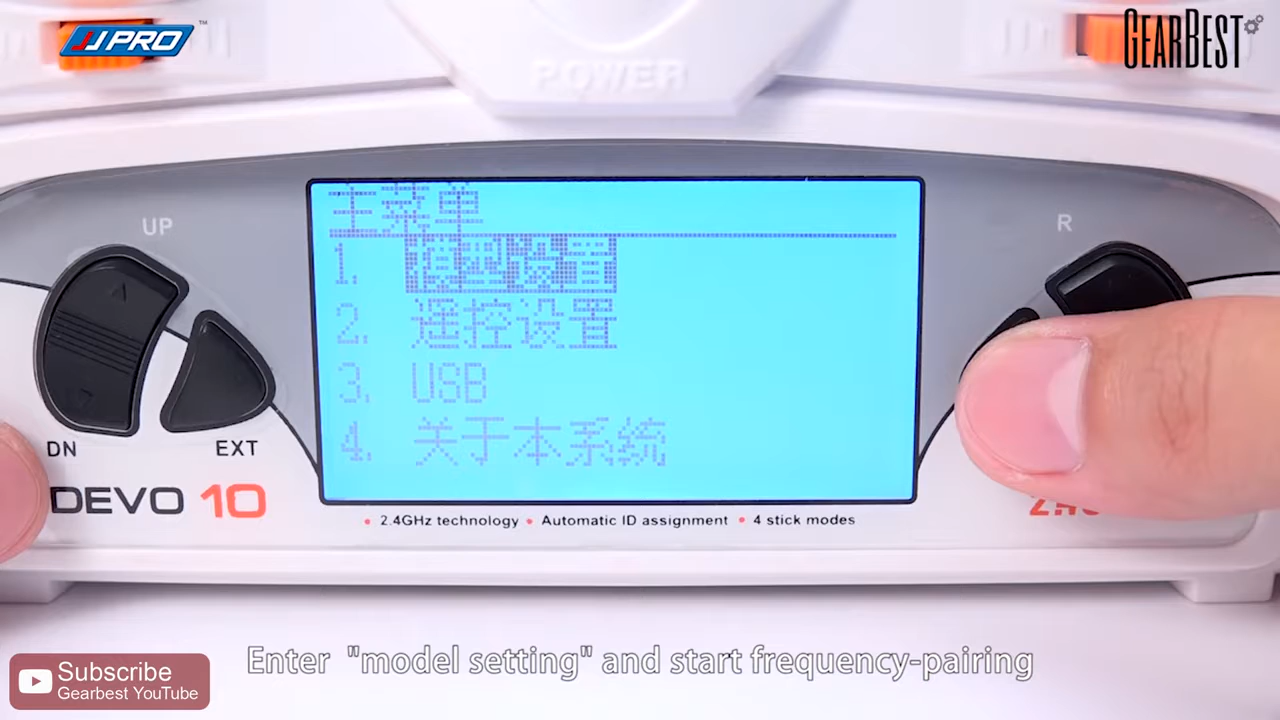 JJPRO™
GEARBEST
POWER
UP
R
主菜单
1. 模型设置
2. 遥控设置
3. USB
4. 关于本系统
DN
EXT
DEVO 10
• 2.4GHz technology • Automatic ID assignment • 4 stick modes
Enter "model setting" and start frequency-pairing
Subscribe
Gearbest YouTube